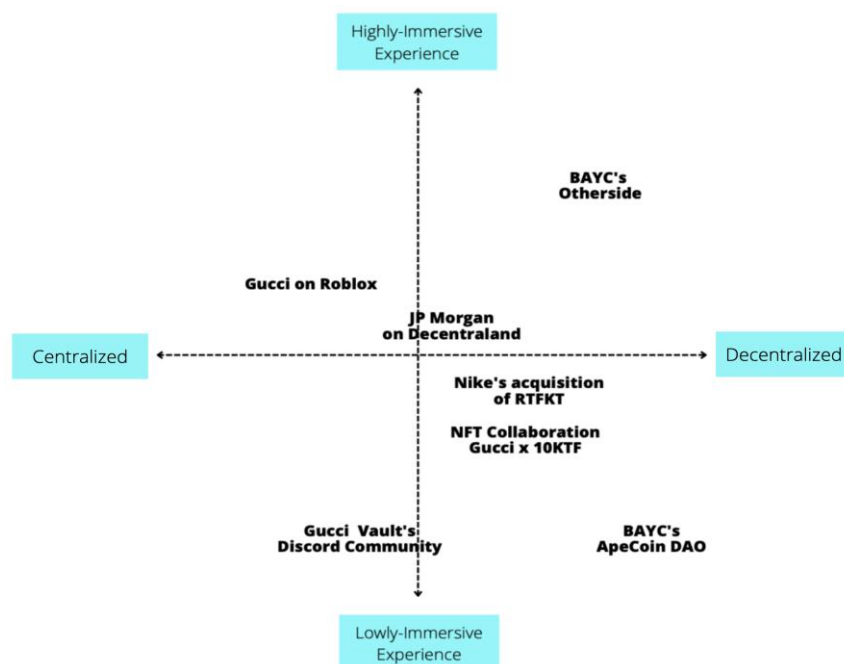 Highly-Immersive
Experience
BAYC's
Otherside
Gucci on Roblox
JP Morgan
on Decentraland
Centralized
Decentralized
Nike's acquisition
of RTFKT
NFT Collaboration
Gucci x 10KTF
Gucci Vault's
Discord Community
BAYC's
ApeCoin DAO
Lowly-Immersive
Experience